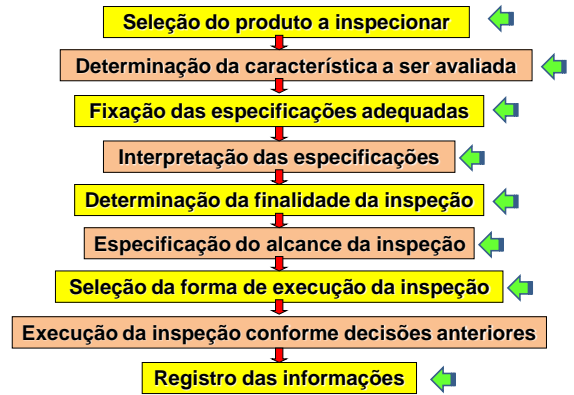 Seleção do produto a inspecionar
Determinação da característica a ser avaliada
Fixação das especificações adequadas
Interpretação das especificações
Determinação da finalidade da inspeção
Especificação do alcance da inspeção
Seleção da forma de execução da inspeção
Execução da inspeção conforme decisões anteriores
Registro das informações